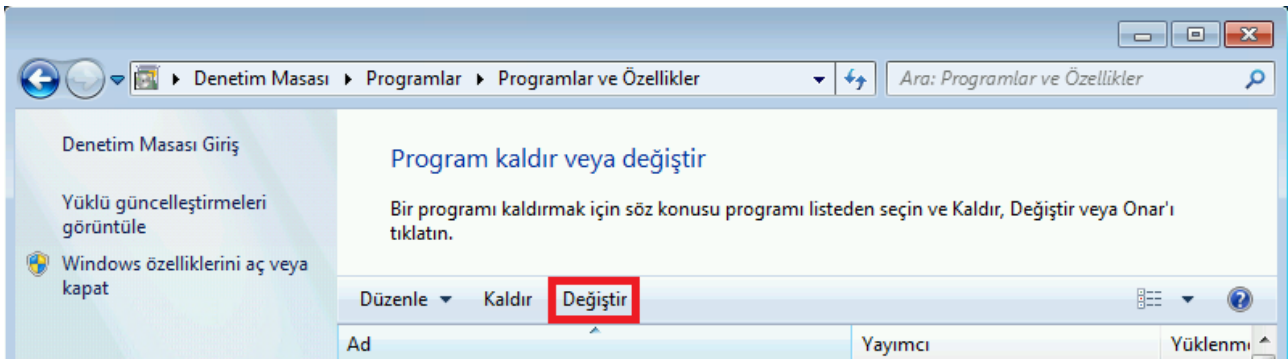 Denetim Masası Programlar Programlar ve Özellikler Ara: Programlar ve Özellikler
Denetim Masası Giriş
Yüklü güncelleştirmeleri
görüntüle
Windows özelliklerini aç veya
kapat
Program kaldır veya değiştir
Bir programı kaldırmak için söz konusu programı listeden seçin ve Kaldır, Değiştir veya Onar'ı
tıklatın.
Düzenle Kaldır Değiştir
Ad Yayımcı